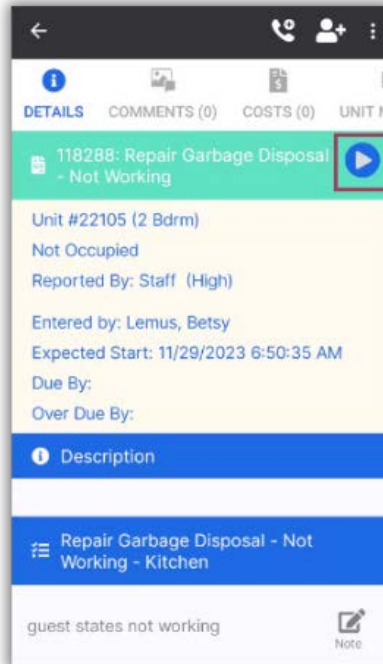 DETAILS COMMENTS (0) COSTS (0) UNIT
118288: Repair Garbage Disposal
- Not Working
Unit #22105 (2 Bdrm)
Not Occupied
Reported By: Staff (High)
Entered by: Lemus, Betsy
Expected Start: 11/29/2023 6:50:35 AM
Due By:
Over Due By:
Description
Repair Garbage Disposal - Not
Working - Kitchen
guest states not working
Note